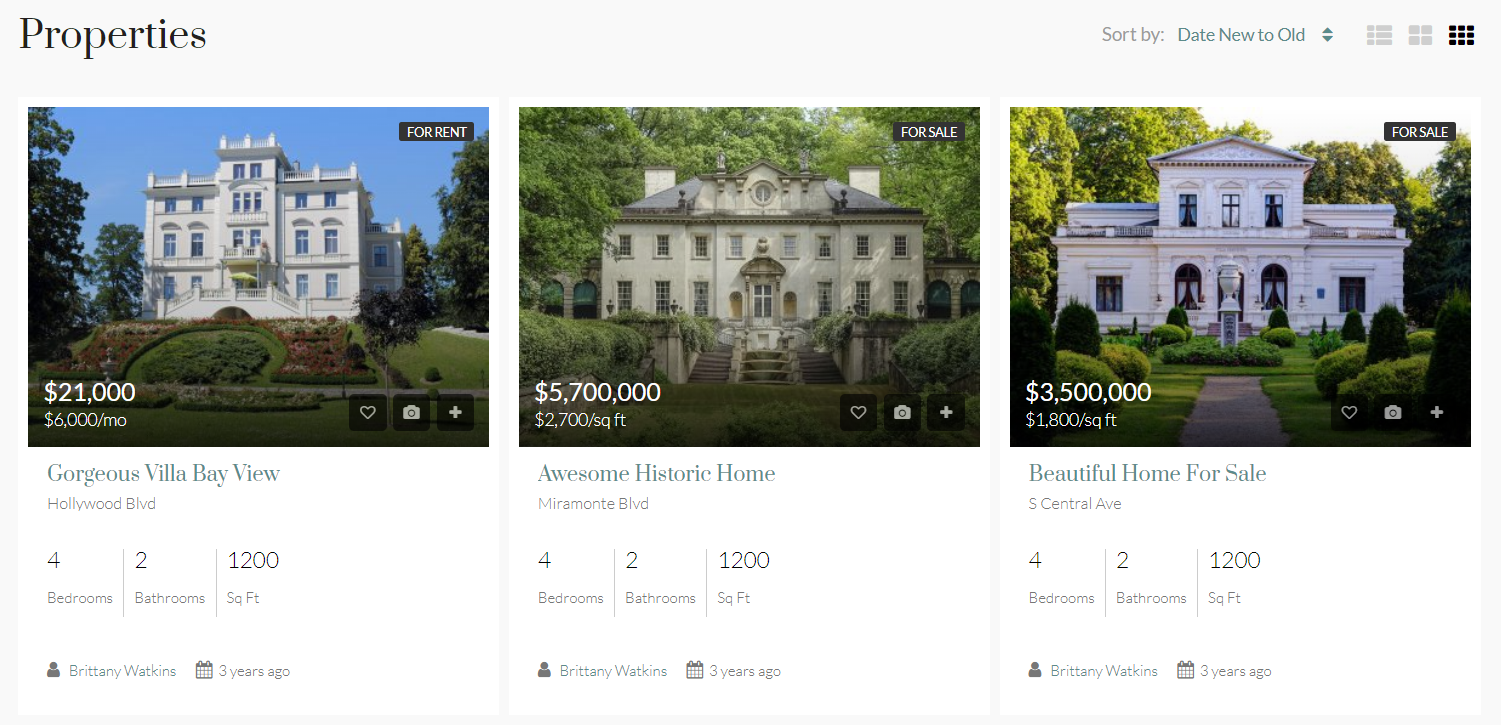 Properties
Sort by: Date New to Old
FOR RENT
$21,000
$6,000/mo
Gorgeous Villa Bay View
Hollywood Blvd
4 2 1200
Bedrooms Bathrooms Sq Ft
Brittany Watkins 3 years ago
FOR SALE
$5,700,000
$2,700/sq ft
Awesome Historic Home
Miramonte Blvd
4 2 1200
Bedrooms Bathrooms Sq Ft
Brittany Watkins 3 years ago
FOR SALE
$3,500,000
$1,800/sq ft
Beautiful Home For Sale
S Central Ave
4 2 1200
Bedrooms Bathrooms Sq Ft
Brittany Watkins 3 years ago